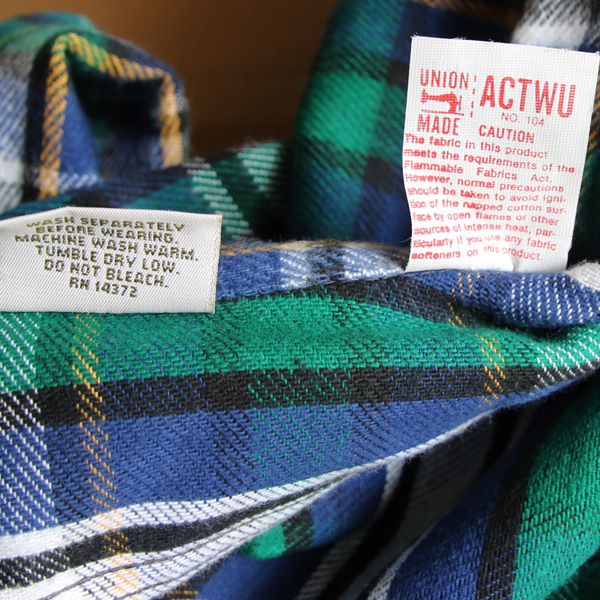 WASH SEPARATELY
BEFORE WEARING.
MACHINE WASH WARM.
TUMBLE DRY LOW.
DO NOT BLEACH.
RN 14372
UNION
MADE
ACTWU
NO. 104
CAUTION
The fabric in this product
meets the requirements of the
Flammable Fabrics Act.
However, normal precautions
should be taken to avoid igni-
tion of the napped cotton sur-
face by open flames or other
sources of intense heat, par-
ticularly if you use any fabric
softeners on this product.